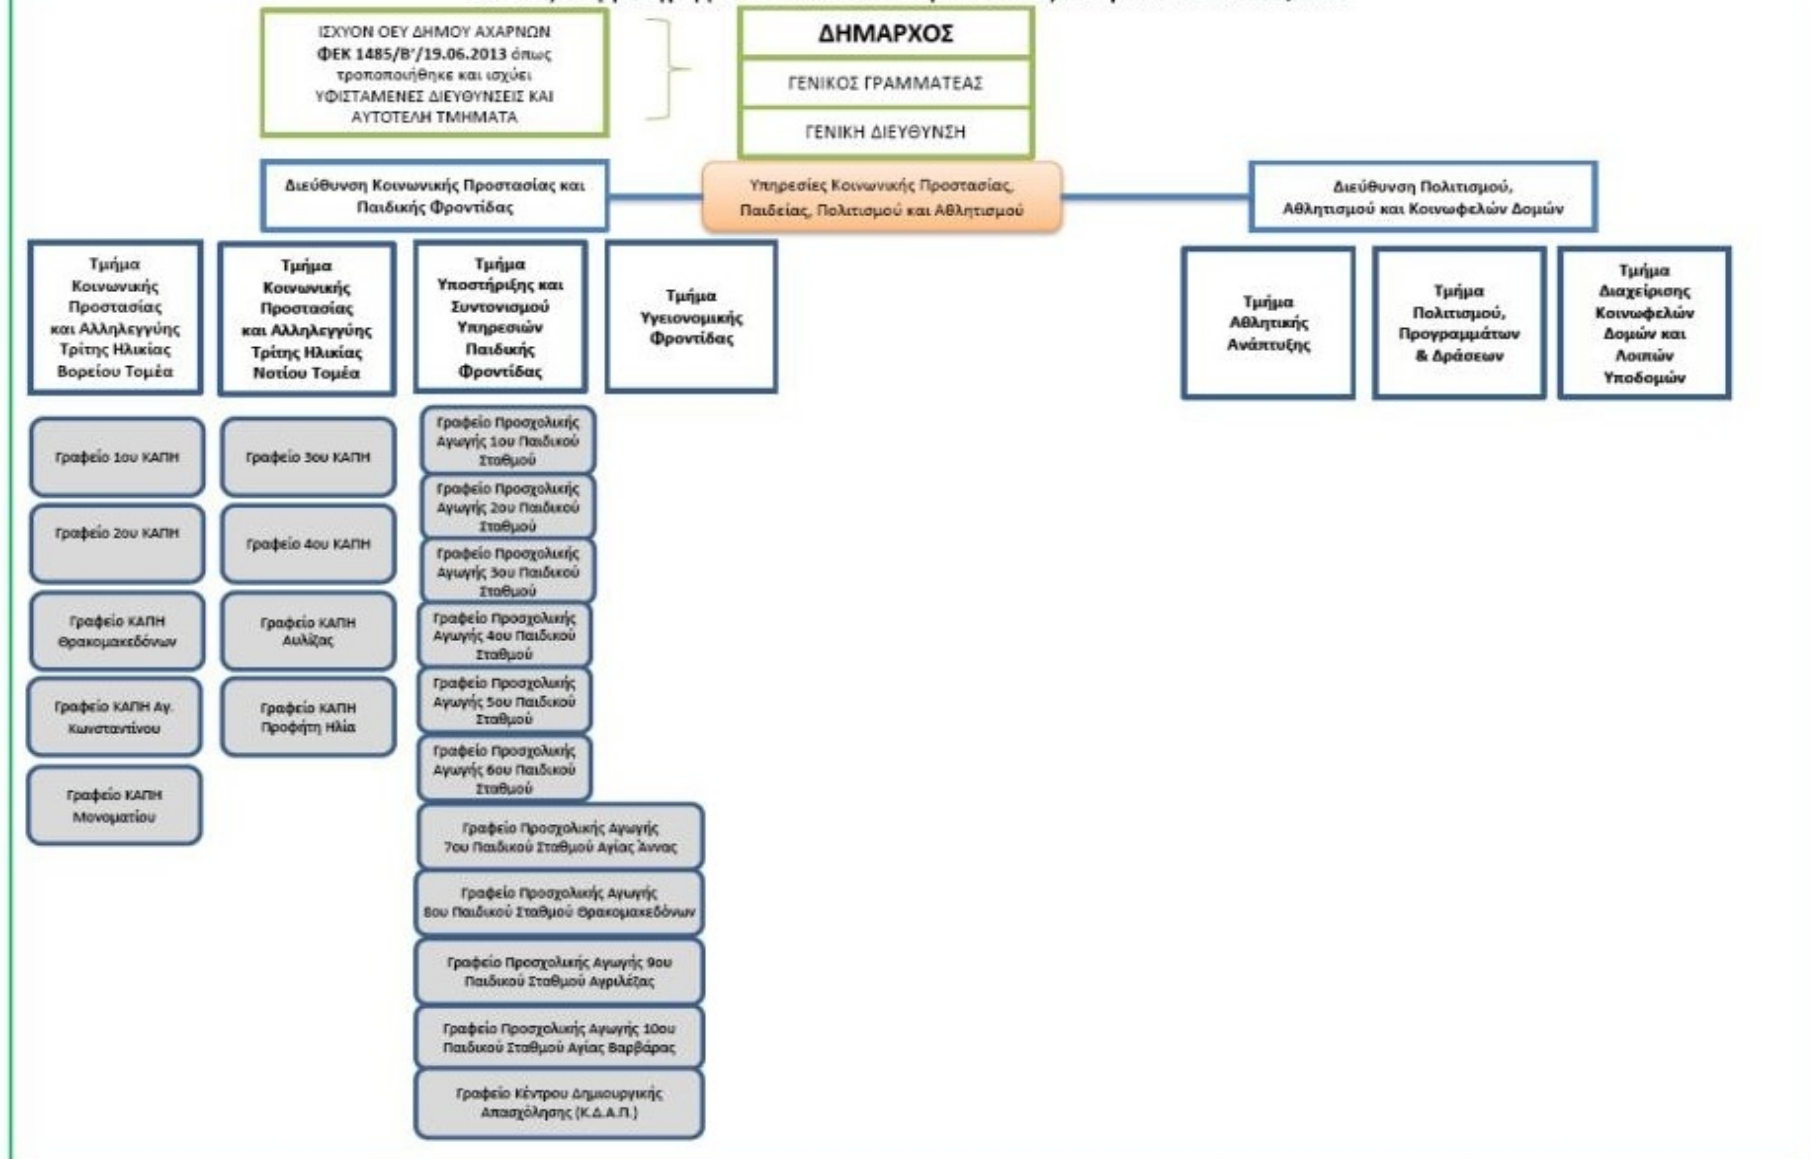 ΙΣΧΥΟΝ ΟΕΥ ΔΗΜΟΥ ΑΧΑΡΝΩΝ
ΦΕΚ 1485/Β'/19.06.2013 όπως
τροποποιήθηκε και ισχύει
ΥΦΙΣΤΑΜΕΝΕΣ ΔΙΕΥΘΥΝΣΕΙΣ ΚΑΙ
ΑΥΤΟΤΕΛΗ ΤΜΗΜΑΤΑ
ΔΗΜΑΡΧΟΣ
ΓΕΝΙΚΟΣ ΓΡΑΜΜΑΤΕΑΣ
ΓΕΝΙΚΗ ΔΙΕΥΘΥΝΣΗ
Διεύθυνση Κοινωνικής Προστασίας και
Παιδικής Φροντίδας
Υπηρεσίες Κοινωνικής Προστασίας,
Παιδείας, Πολιτισμού και Αθλητισμού
Διεύθυνση Πολιτισμού,
Αθλητισμού και Κοινωφελών Δομών
Τμήμα
Κοινωνικής
Προστασίας
και Αλληλεγγύης
Τρίτης Ηλικίας
Βορείου Τομέα
Τμήμα
Κοινωνικής
Προστασίας
και Αλληλεγγύης
Τρίτης Ηλικίας
Νοτίου Τομέα
Τμήμα
Υποστήριξης και
Συντονισμού
Υπηρεσιών
Παιδικής
Φροντίδας
Τμήμα
Υγειονομικής
Φροντίδας
Τμήμα
Αθλητικής
Ανάπτυξης
Τμήμα
Πολιτισμού,
Προγραμμάτων
& Δράσεων
Τμήμα
Διαχείρισης
Κοινωφελών
Δομών και
Λοιπών
Υποδομών
Γραφείο 1ου ΚΑΠΗ
Γραφείο 2ου ΚΑΠΗ
Γραφείο ΚΑΠΗ
Θρακομακεδόνων
Γραφείο ΚΑΠΗ Αγ.
Κωνσταντίνου
Γραφείο ΚΑΠΗ
Μονοματίου
Γραφείο 3ου ΚΑΠΗ
Γραφείο 4ου ΚΑΠΗ
Γραφείο ΚΑΠΗ
Αυλίζας
Γραφείο ΚΑΠΗ
Προφήτη Ηλία
Γραφείο Προσχολικής
Αγωγής 1ου Παιδικού
Σταθμού
Γραφείο Προσχολικής
Αγωγής 2ου Παιδικού
Σταθμού
Γραφείο Προσχολικής
Αγωγής 3ου Παιδικού
Σταθμού
Γραφείο Προσχολικής
Αγωγής 4ου Παιδικού
Σταθμού
Γραφείο Προσχολικής
Αγωγής 5ου Παιδικού
Σταθμού
Γραφείο Προσχολικής
Αγωγής 6ου Παιδικού
Σταθμού
Γραφείο Προσχολικής Αγωγής
7ου Παιδικού Σταθμού Αγίας Άννας
Γραφείο Προσχολικής Αγωγής
8ου Παιδικού Σταθμού Θρακομακεδόνων
Γραφείο Προσχολικής Αγωγής 9ου
Παιδικού Σταθμού Αγριλέζας
Γραφείο Προσχολικής Αγωγής 10ου
Παιδικού Σταθμού Αγίας Βαρβάρας
Γραφείο Κέντρου Δημιουργικής
Απασχόλησης (Κ.Δ.Α.Π.)